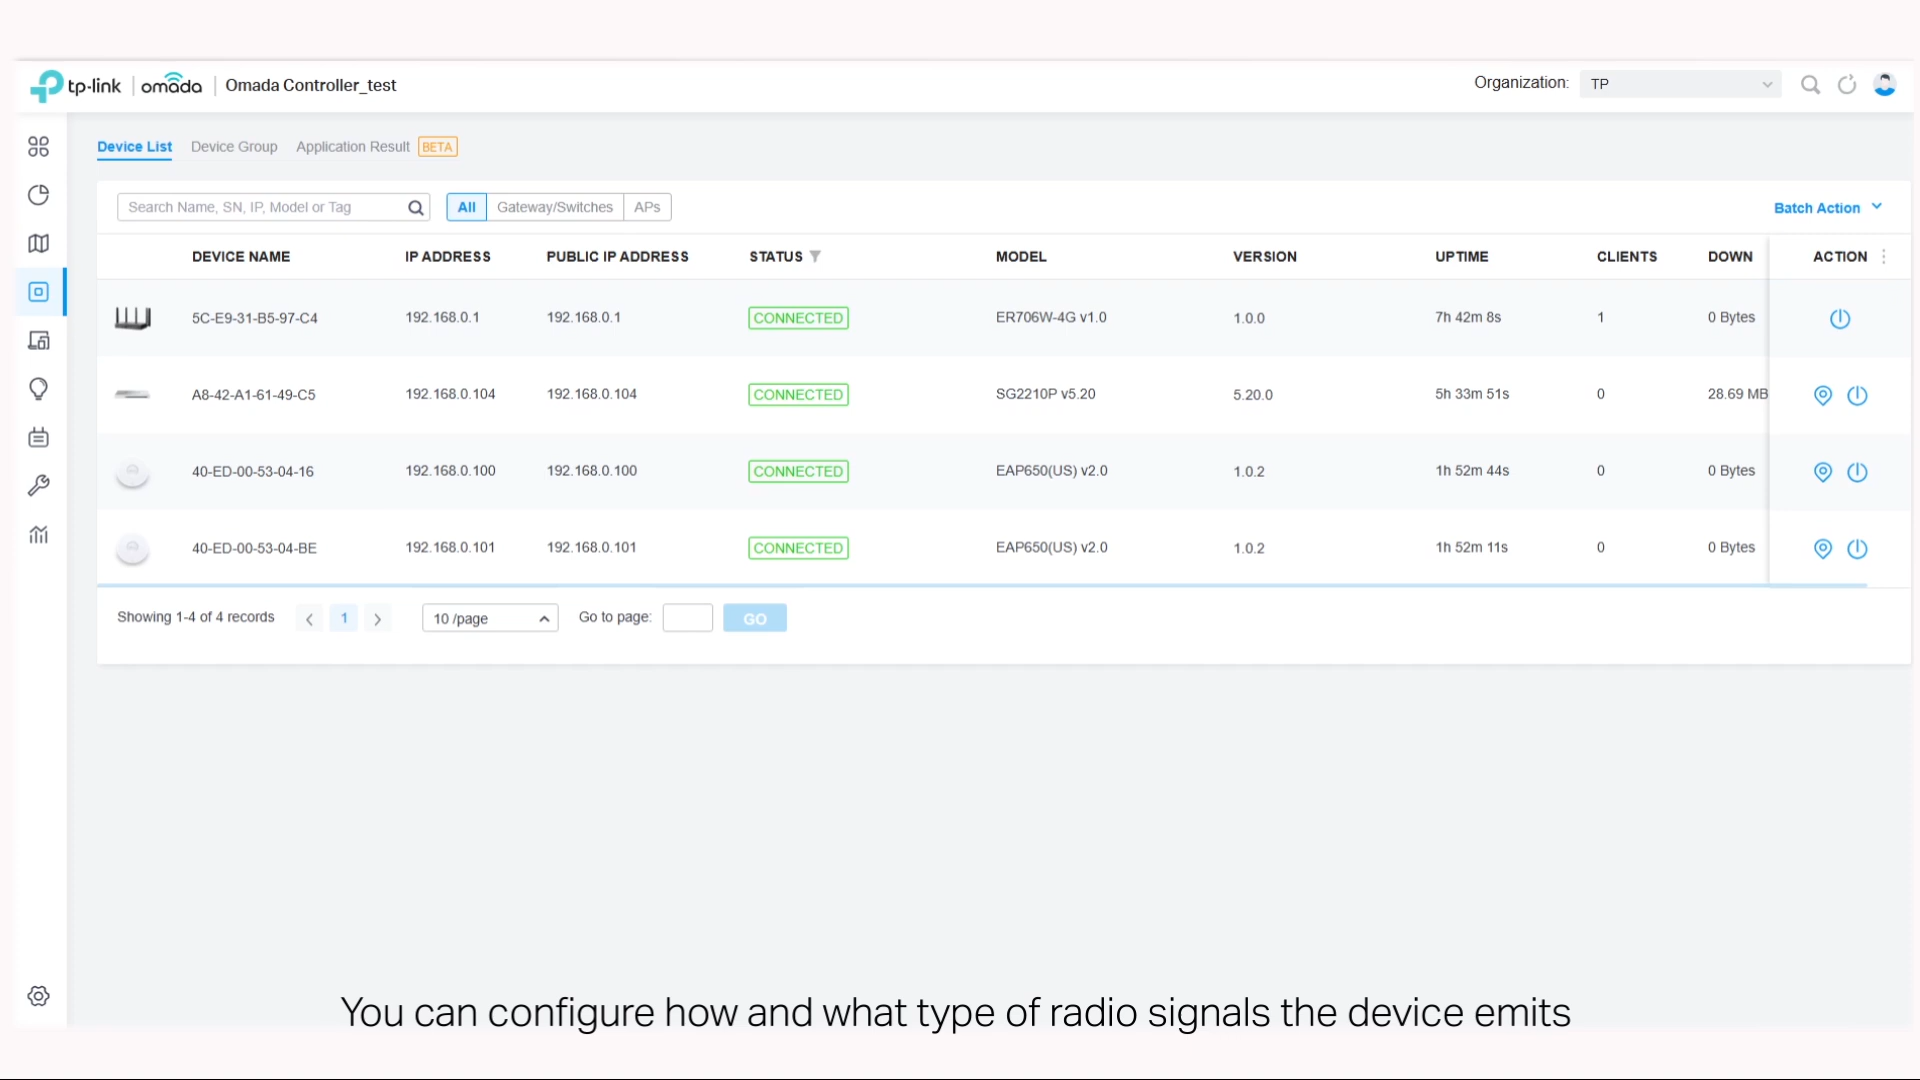 tp-link | omada | Omada Controller_test
Organization: TP
Device List Device Group Application Result BETA
Search Name, SN, IP, Model or Tag All Gateway/Switches APs Batch Action
DEVICE NAME IP ADDRESS PUBLIC IP ADDRESS STATUS MODEL VERSION UPTIME CLIENTS DOWN ACTION
5C-E9-31-B5-97-C4 192.168.0.1 192.168.0.1 CONNECTED ER706W-4G v1.0 1.0.0 7h 42m 8s 1 0 Bytes
A8-42-A1-61-49-C5 192.168.0.104 192.168.0.104 CONNECTED SG2210P v5.20 5.20.0 5h 33m 51s 0 28.69 MB
40-ED-00-53-04-16 192.168.0.100 192.168.0.100 CONNECTED EAP650(US) v2.0 1.0.2 1h 52m 44s 0 0 Bytes
40-ED-00-53-04-BE 192.168.0.101 192.168.0.101 CONNECTED EAP650(US) v2.0 1.0.2 1h 52m 11s 0 0 Bytes
Showing 1-4 of 4 records 1 10 /page Go to page: GO
You can configure how and what type of radio signals the device emits